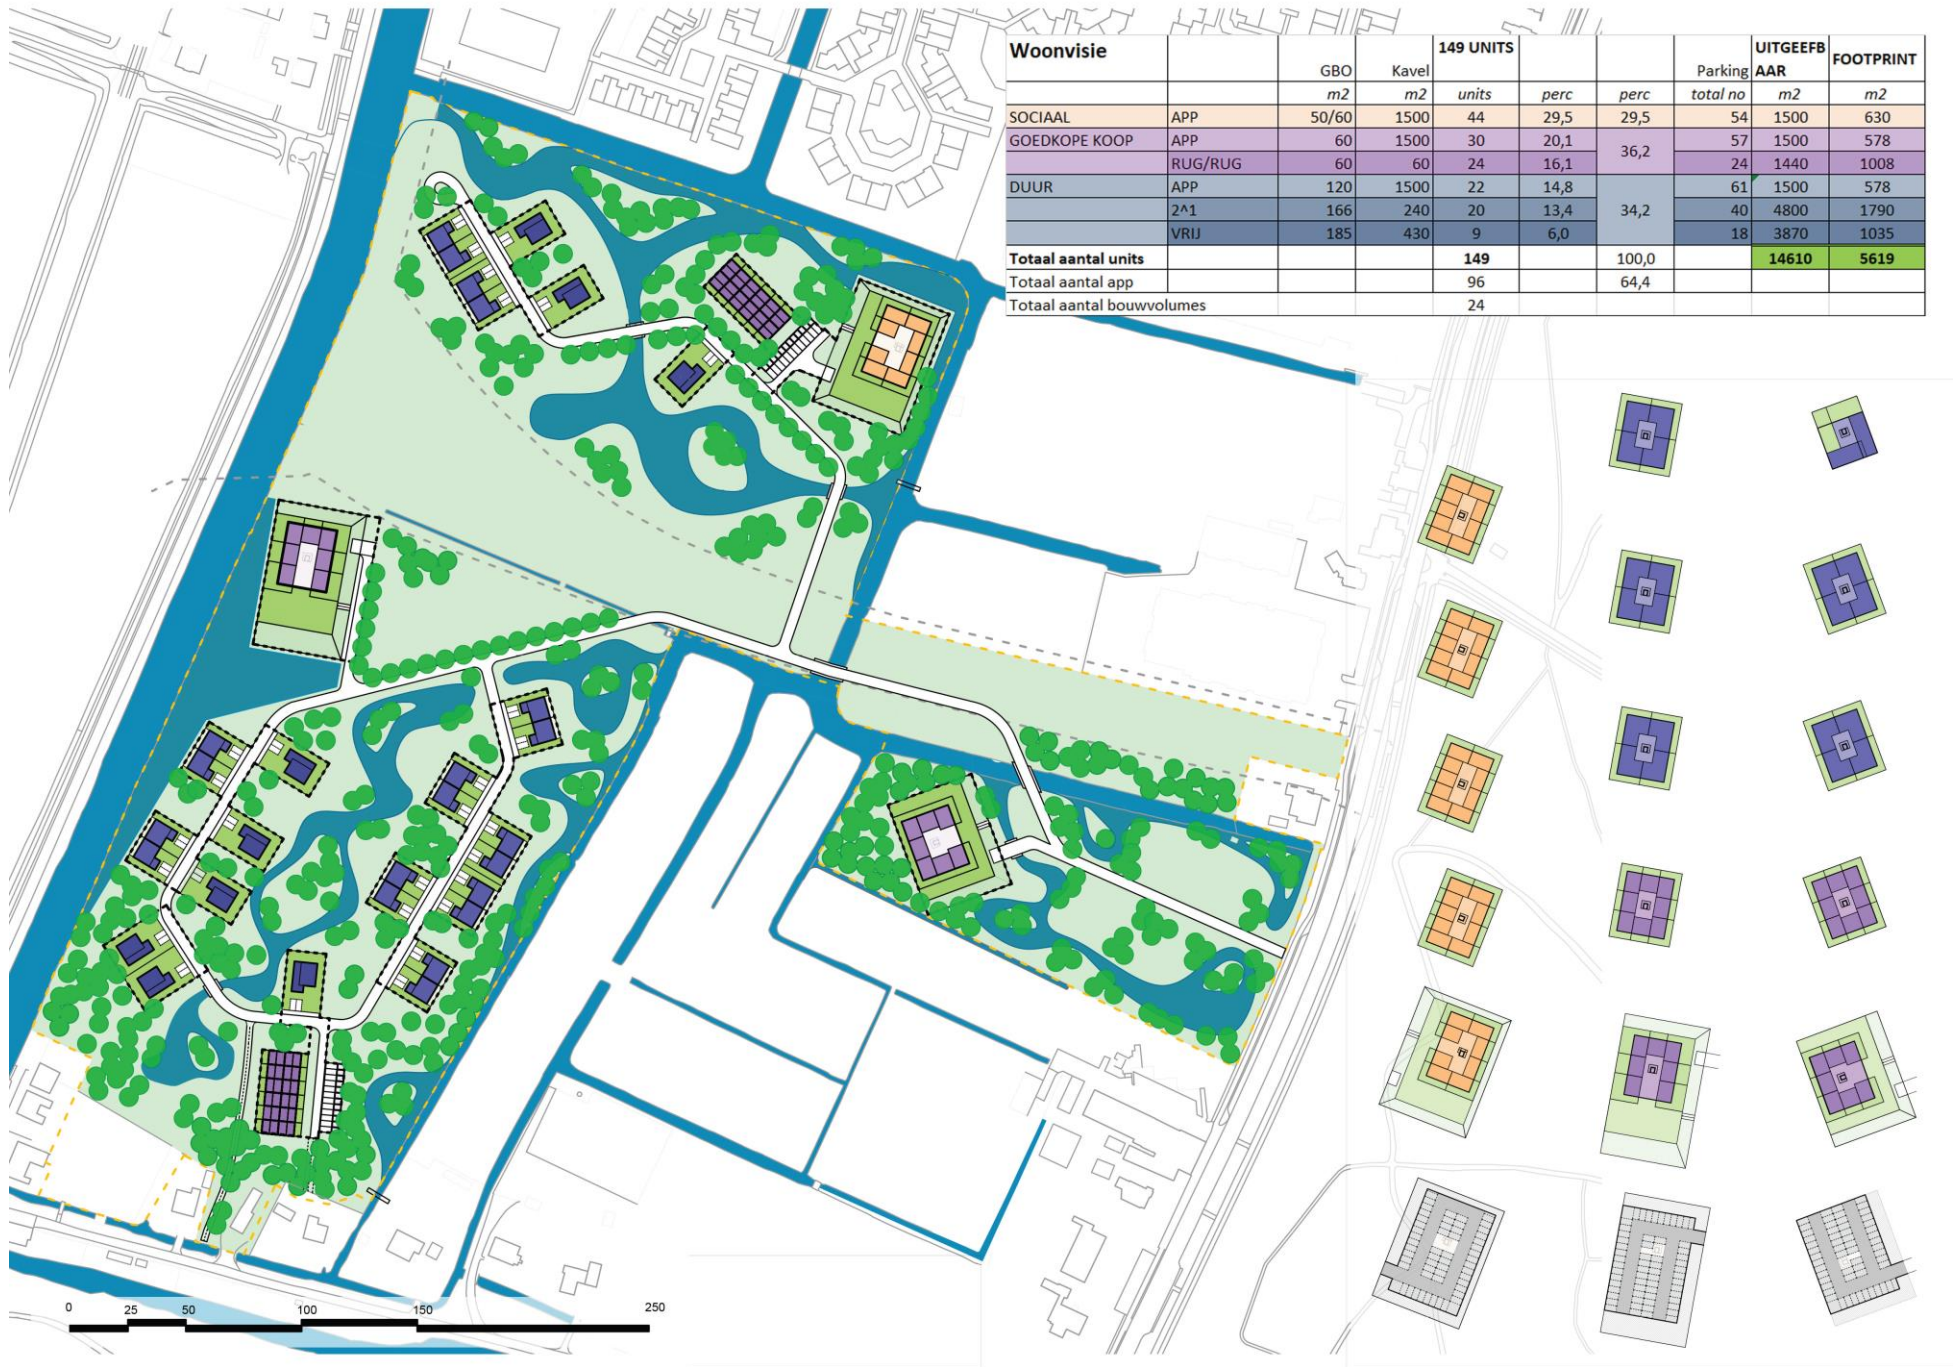 Woonvisie 149 UNITS UITGEEFB AAR FOOTPRINT
GBO Kavel Parking
m2 m2 units perc perc total no m2 m2
SOCIAAL APP 50/60 1500 44 29,5 29,5 54 1500 630
GOEDKOPE KOOP APP 60 1500 30 20,1 36,2 57 1500 578
RUG/RUG 60 60 24 16,1 24 1440 1008
DUUR APP 120 1500 22 14,8 34,2 61 1500 578
2^1 166 240 20 13,4 40 4800 1790
VRIJ 185 430 9 6,0 18 3870 1035
Totaal aantal units 149 100,0 14610 5619
Totaal aantal app 96 64,4
Totaal aantal bouwvolumes 24
0 25 50 100 150 250